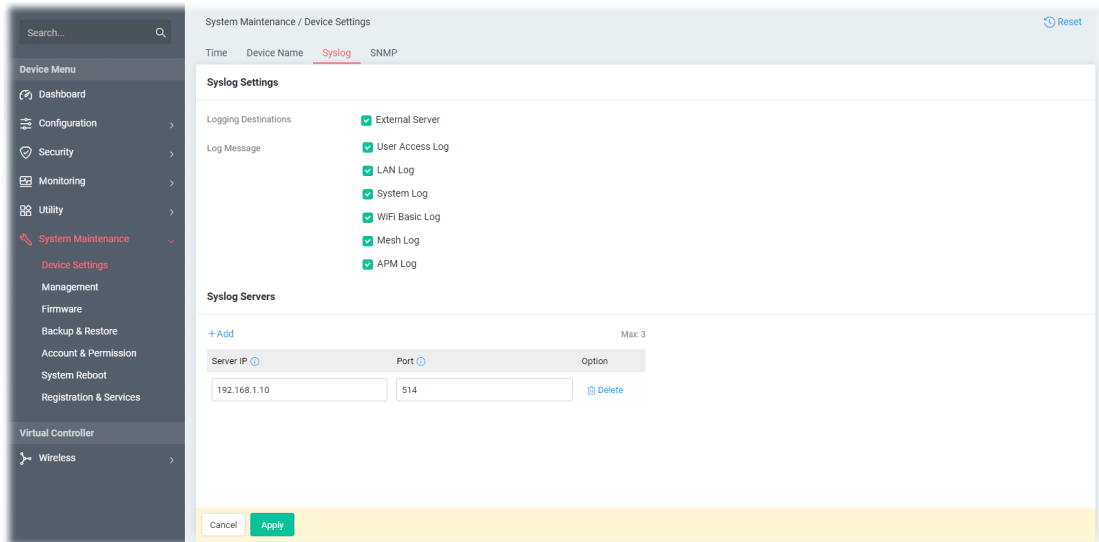 Search...
Device Menu
Dashboard
Configuration
Security
Monitoring
Utility
System Maintenance
Device Settings
Management
Firmware
Backup & Restore
Account & Permission
System Reboot
Registration & Services
Virtual Controller
Wireless
System Maintenance / Device Settings
Reset
Time Device Name Syslog SNMP
Syslog Settings
Logging Destinations External Server
Log Message User Access Log
LAN Log
System Log
WiFi Basic Log
Mesh Log
APM Log
Syslog Servers
+Add Max: 3
Server IP Port Option
192.168.1.10 514 Delete
Cancel Apply